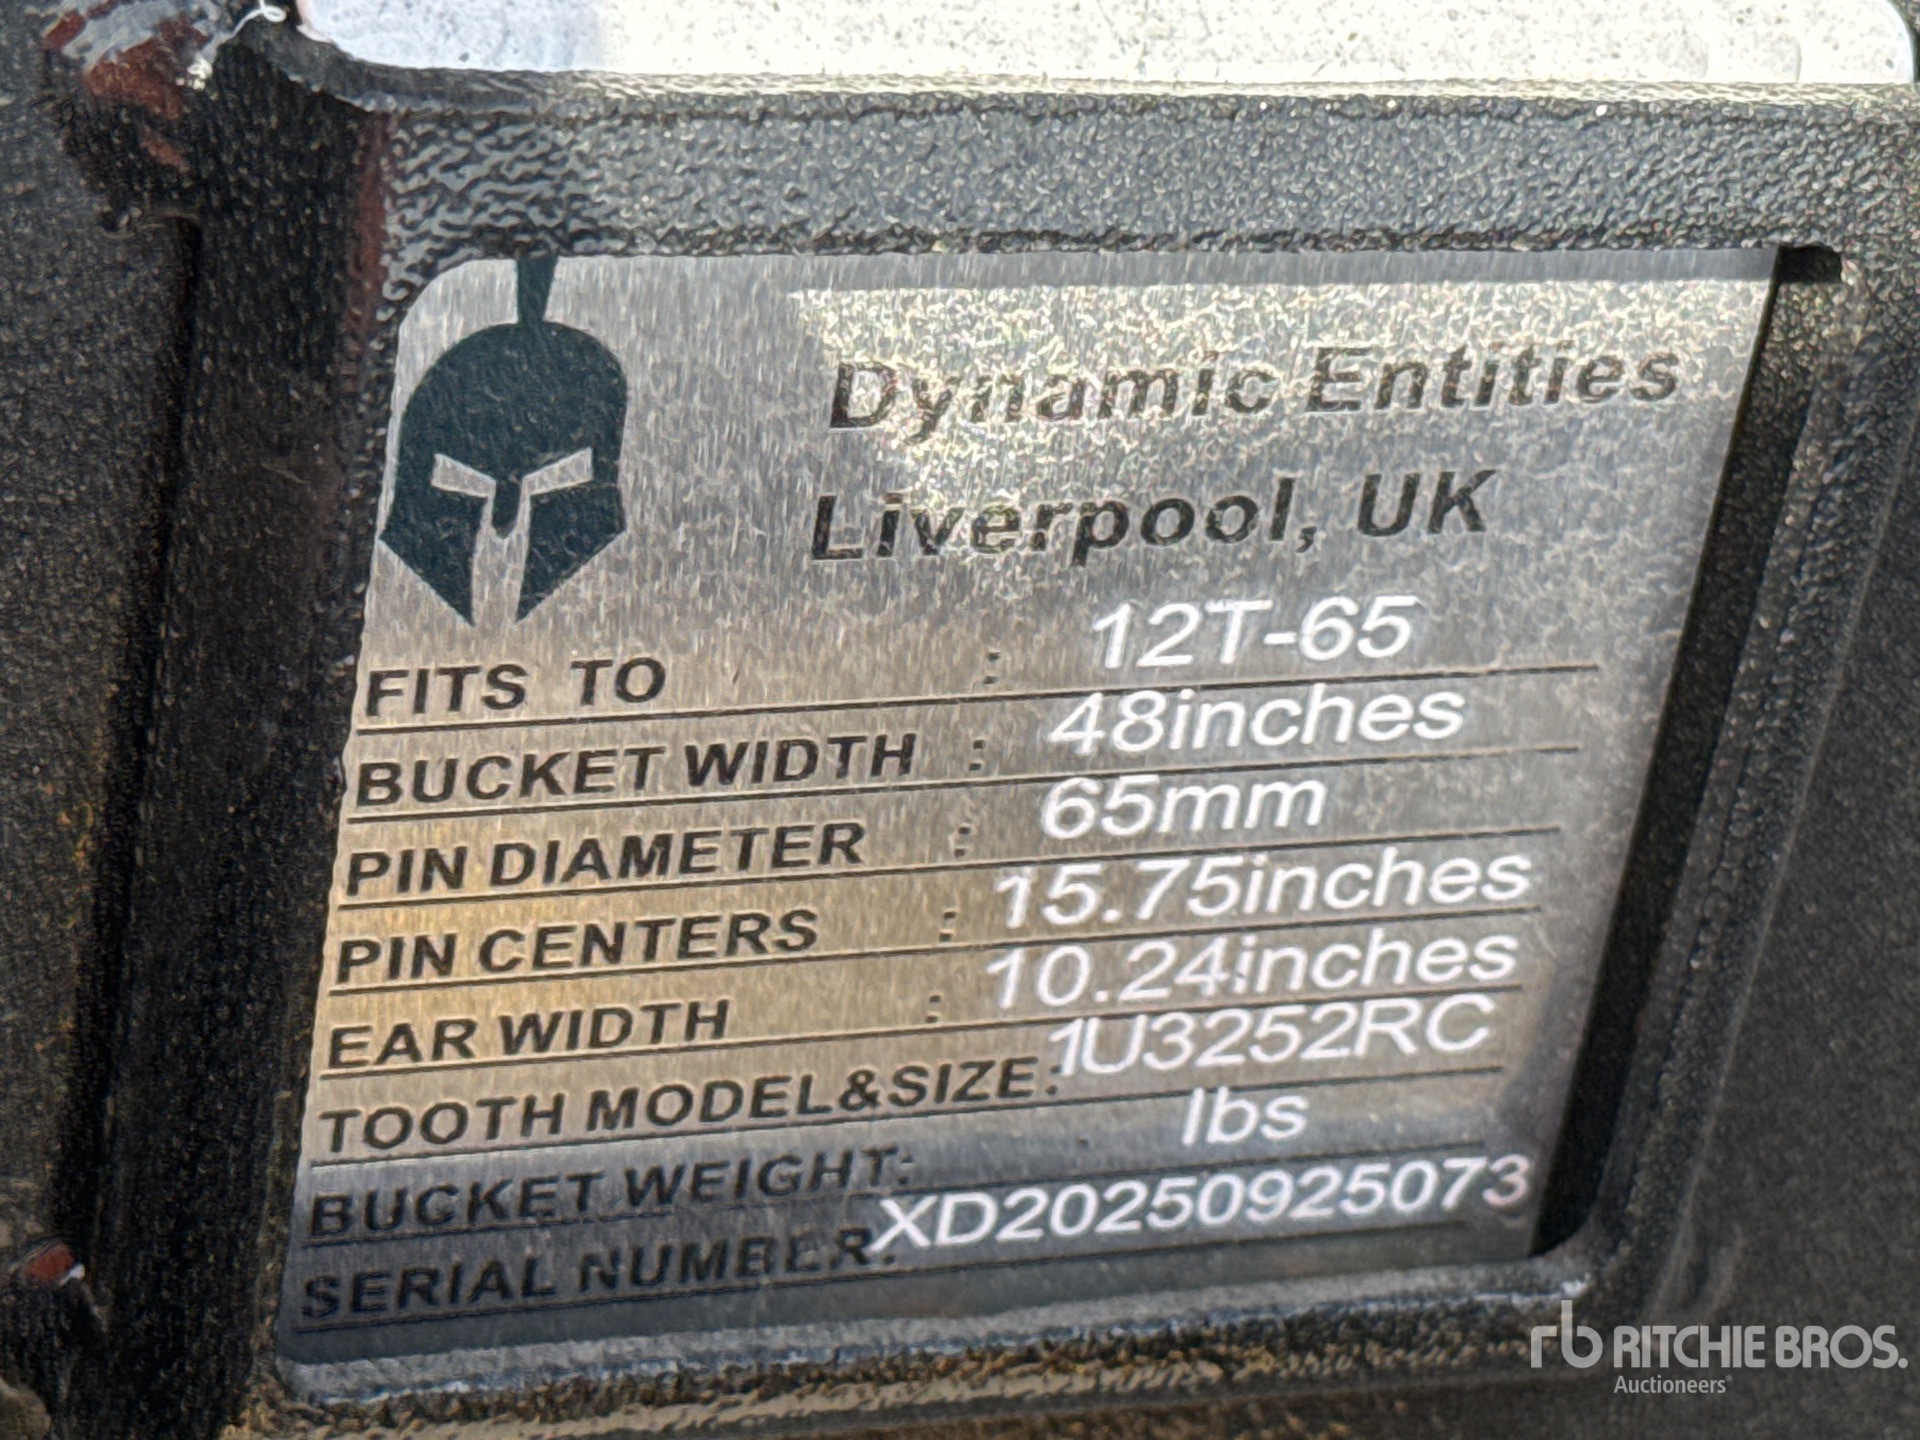 Dynamic Entities
Liverpool, UK
FITS TO : 12T-65
BUCKET WIDTH : 48inches
PIN DIAMETER : 65mm
PIN CENTERS : 15.75inches
EAR WIDTH : 10.24inches
TOOTH MODEL&SIZE: 1U3252RC
BUCKET WEIGHT: lbs
SERIAL NUMBER: XD20250925073
rb RITCHIE BROS.
Auctioneers